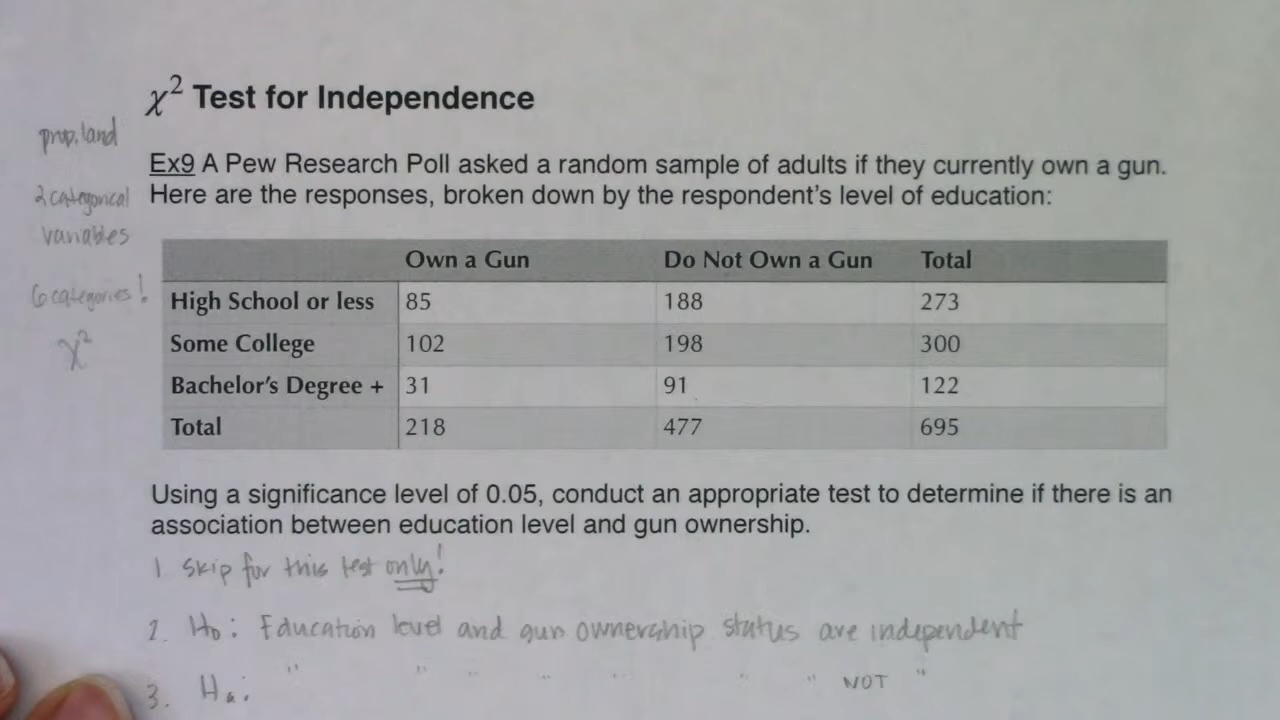 χ² Test for Independence
prop. land
Ex9 A Pew Research Poll asked a random sample of adults if they currently own a gun.
2 categorical
Here are the responses, broken down by the respondent's level of education:
variables
Own a Gun Do Not Own a Gun Total
6 categories!
High School or less 85 188 273
χ²
Some College 102 198 300
Bachelor's Degree + 31 91 122
Total 218 477 695
Using a significance level of 0.05, conduct an appropriate test to determine if there is an
association between education level and gun ownership.
1 Skip for this test only!
2. H₀: Education level and gun ownership status are independent
3. Hₐ: " " " " " " NOT "